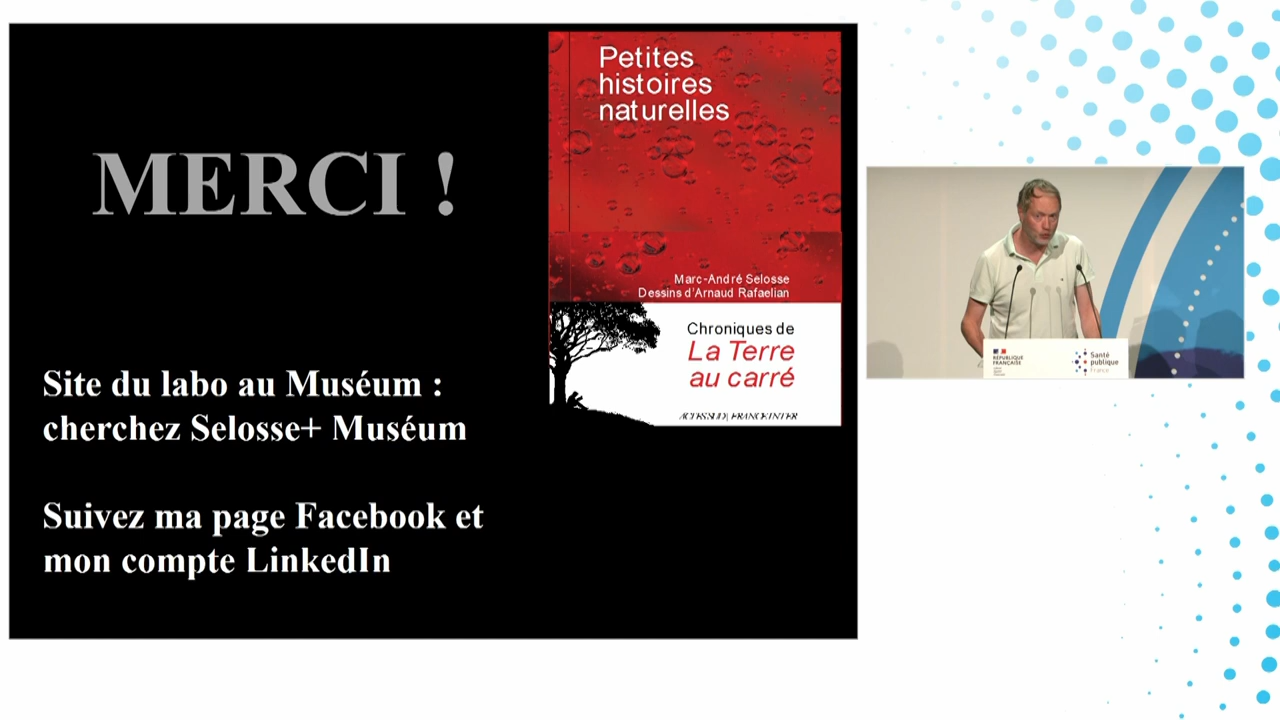 MERCI !
Site du labo au Muséum :
cherchez Selosse+ Muséum
Suivez ma page Facebook et
mon compte LinkedIn
Petites
histoires
naturelles
Marc-André Selosse
Dessins d'Arnaud Rafaelian
Chroniques de
La Terre
au carré
ACTES SUD | FRANCE INTER
RÉPUBLIQUE
FRANÇAISE
Santé
publique
France